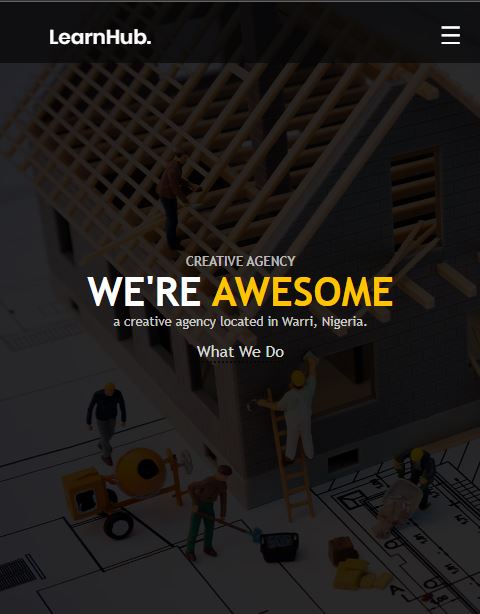 LearnHub.
CREATIVE AGENCY
WE'RE AWESOME
a creative agency located in Warri, Nigeria.
What We Do